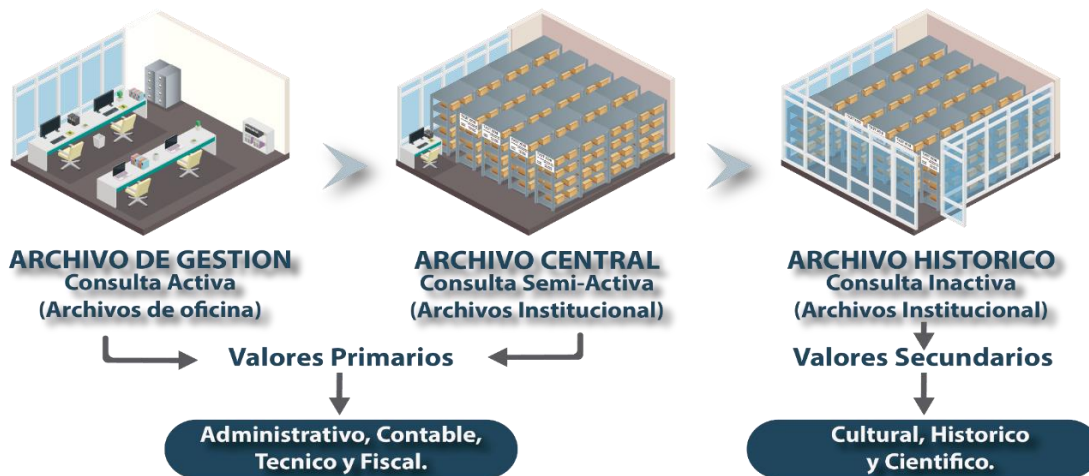 ARCHIVO DE GESTION
Consulta Activa
(Archivos de oficina)
ARCHIVO CENTRAL
Consulta Semi-Activa
(Archivos Institucional)
ARCHIVO HISTORICO
Consulta Inactiva
(Archivos Institucional)
Valores Primarios
Valores Secundarios
Administrativo, Contable,
Tecnico y Fiscal.
Cultural, Historico
y Cientifico.